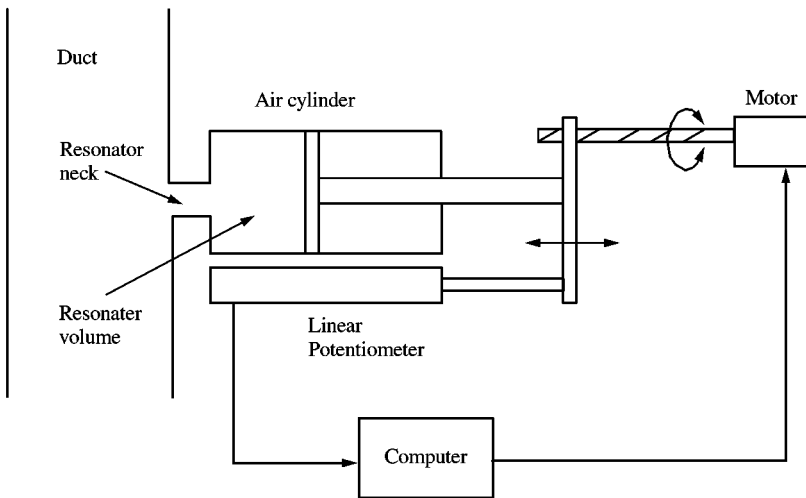 Duct
Air cylinder
Motor
Resonator
neck
Resonater
volume
Linear
Potentiometer
Computer